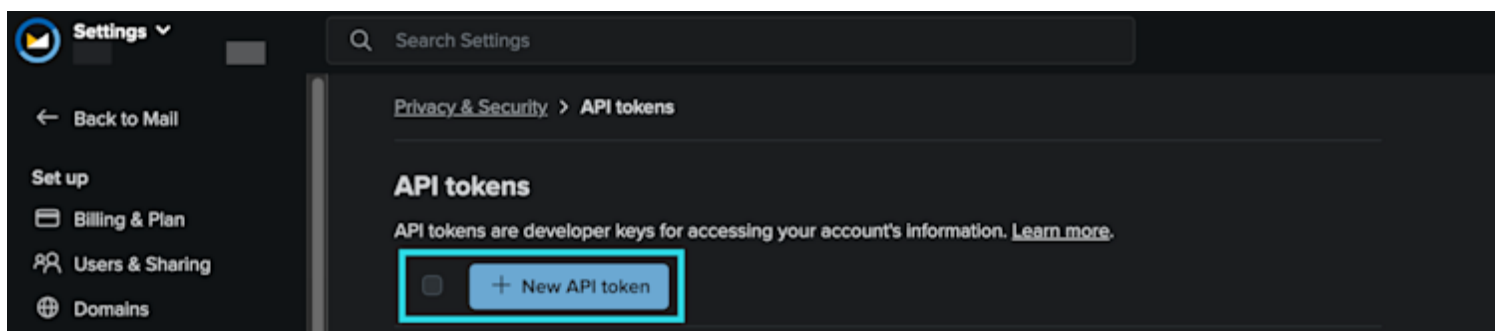 Settings
Search Settings
Back to Mail
Privacy & Security > API tokens
Set up
API tokens
Billing & Plan
API tokens are developer keys for accessing your account's information. Learn more.
Users & Sharing
+ New API token
Domains